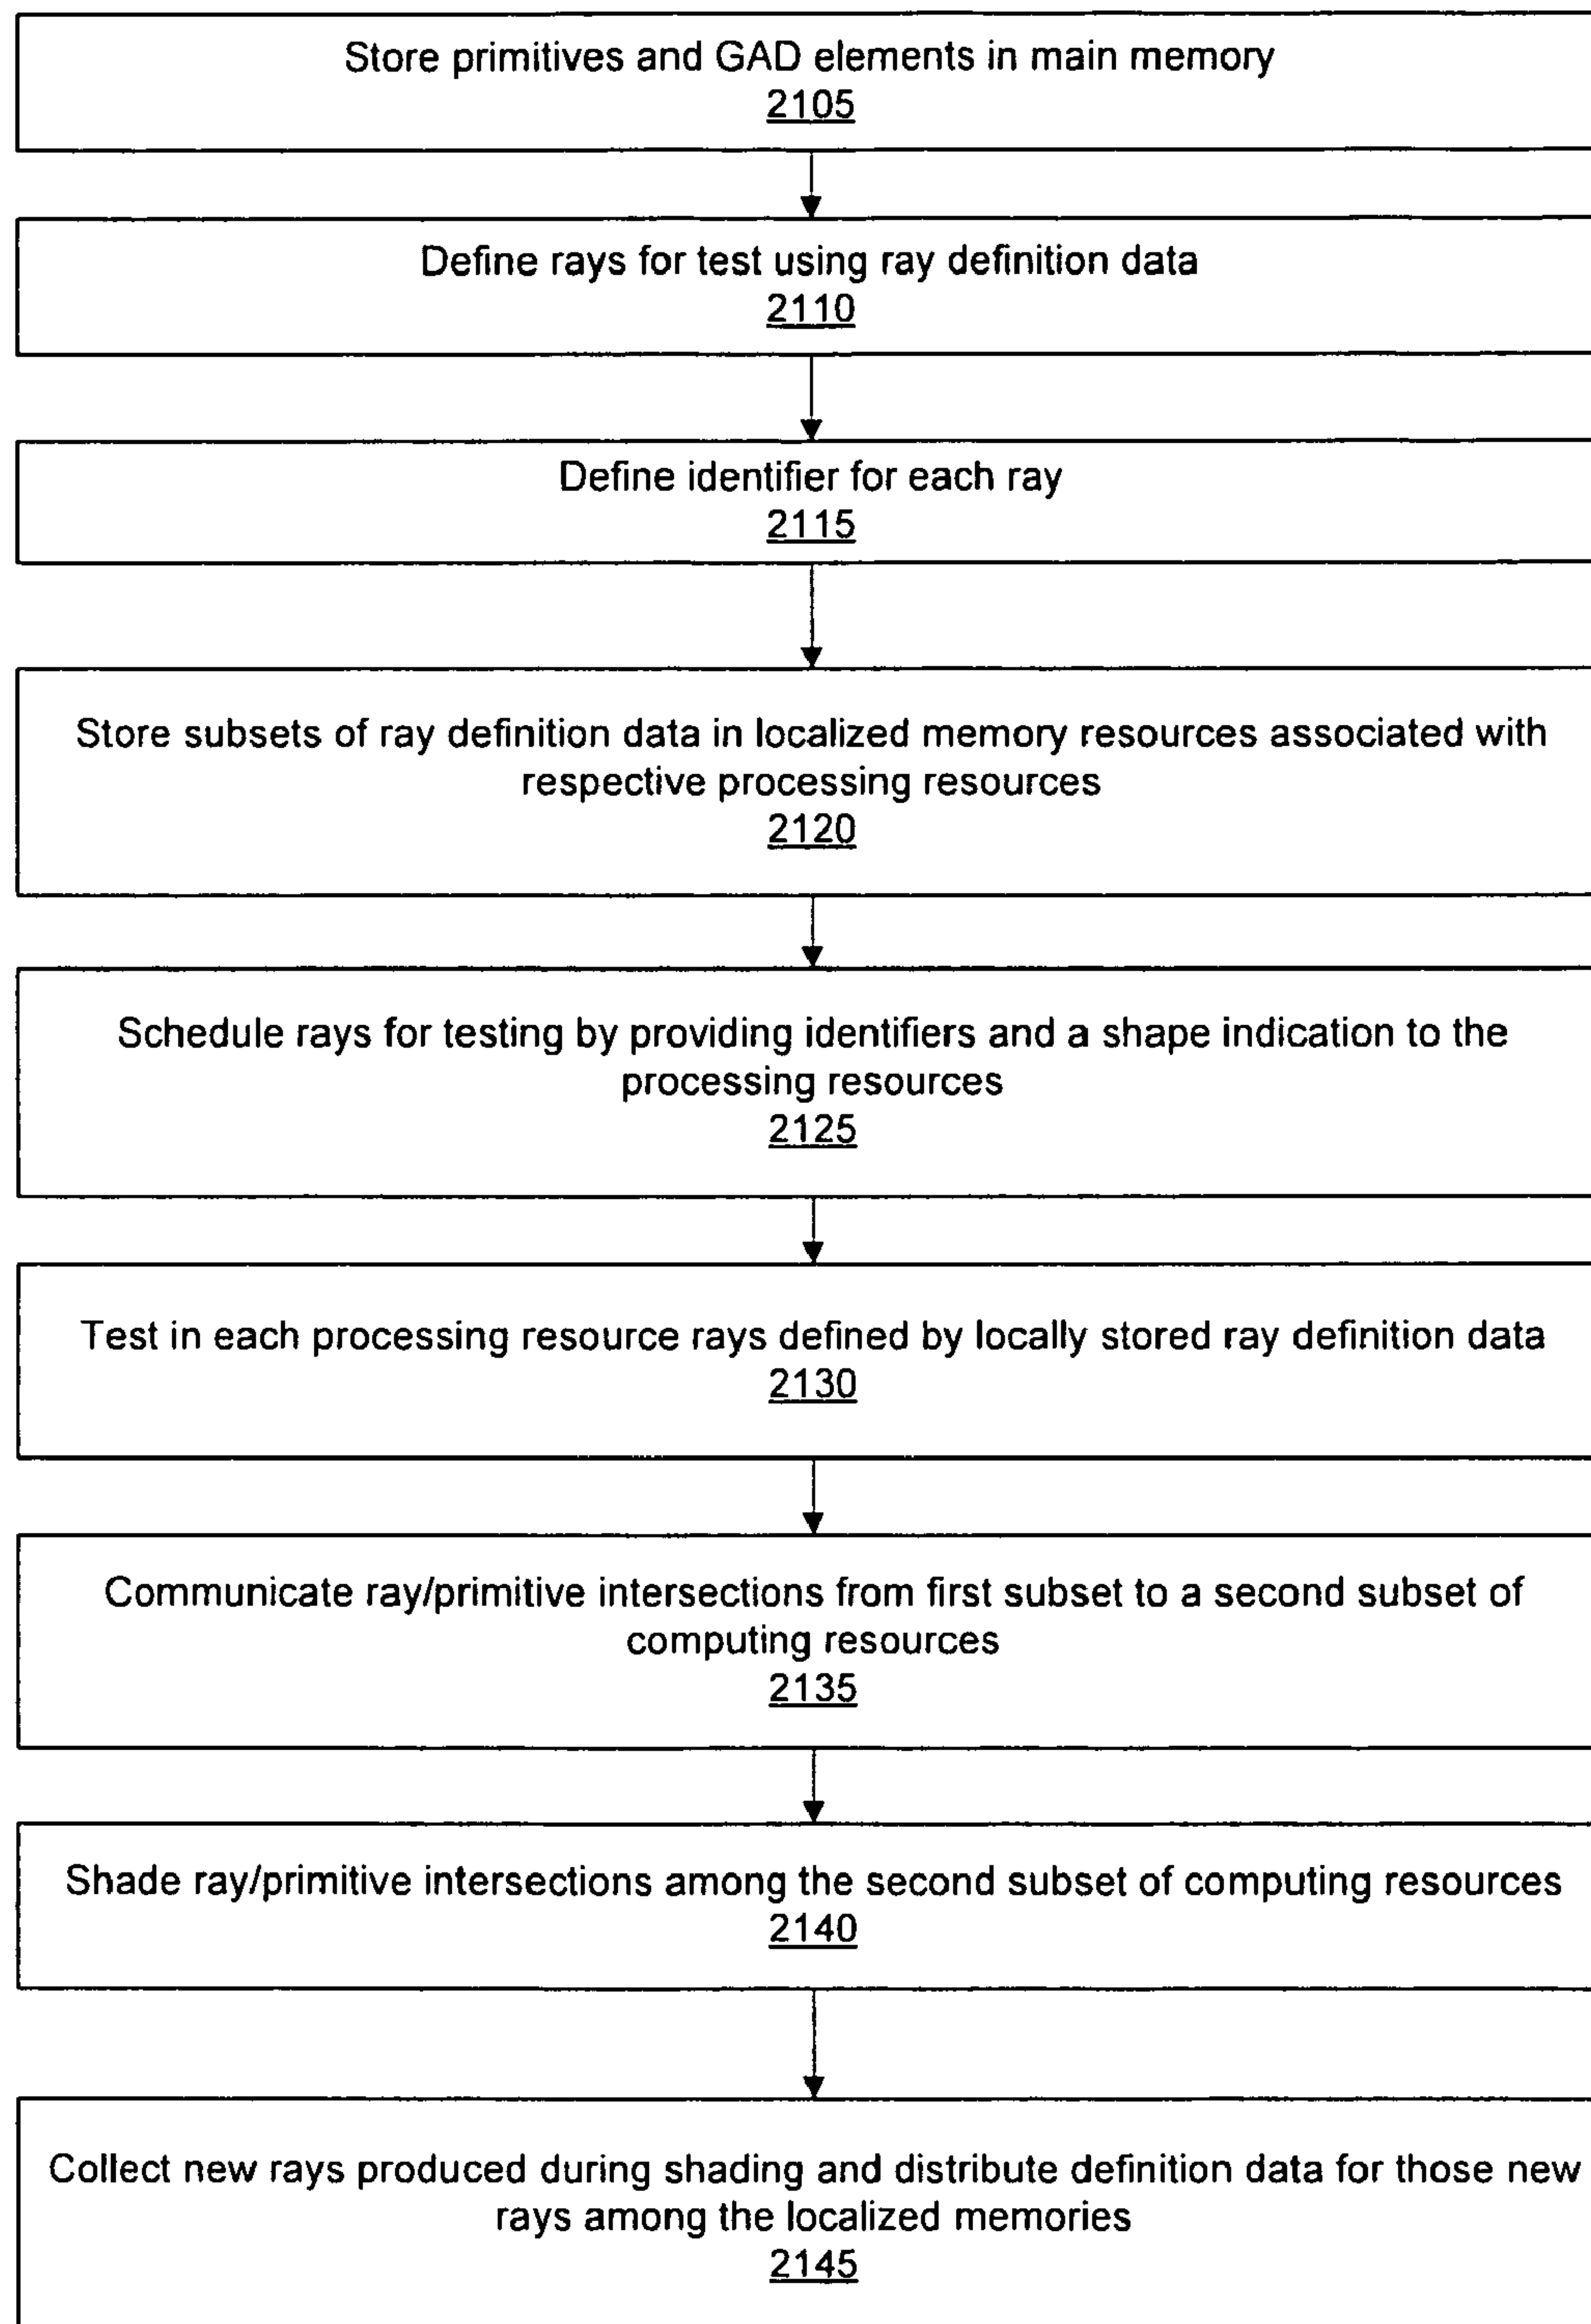 Store primitives and GAD elements in main memory
2105
Define rays for test using ray definition data
2110
Define identifier for each ray
2115
Store subsets of ray definition data in localized memory resources associated with
respective processing resources
2120
Schedule rays for testing by providing identifiers and a shape indication to the
processing resources
2125
Test in each processing resource rays defined by locally stored ray definition data
2130
Communicate ray/primitive intersections from first subset to a second subset of
computing resources
2135
Shade ray/primitive intersections among the second subset of computing resources
2140
Collect new rays produced during shading and distribute definition data for those new
rays among the localized memories
2145